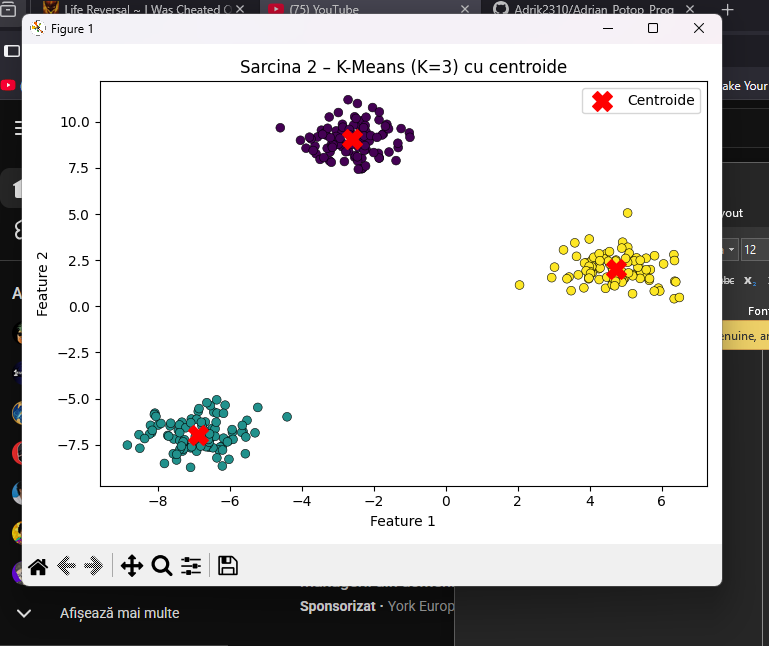 Life Reversal ~ I Was Cheated
(75) YouTube
Adrik2310/Adrian_Potop_Prog
Figure 1
ake Your
Sarcina 2 – K-Means (K=3) cu centroide
Centroide
10.0
7.5
5.0
2.5
0.0
−2.5
−5.0
−7.5
Feature 2
−8 −6 −4 −2 0 2 4 6
Feature 1
yout
12
Font
enuine, an
Afișează mai multe
Sponsorizat · York Europ